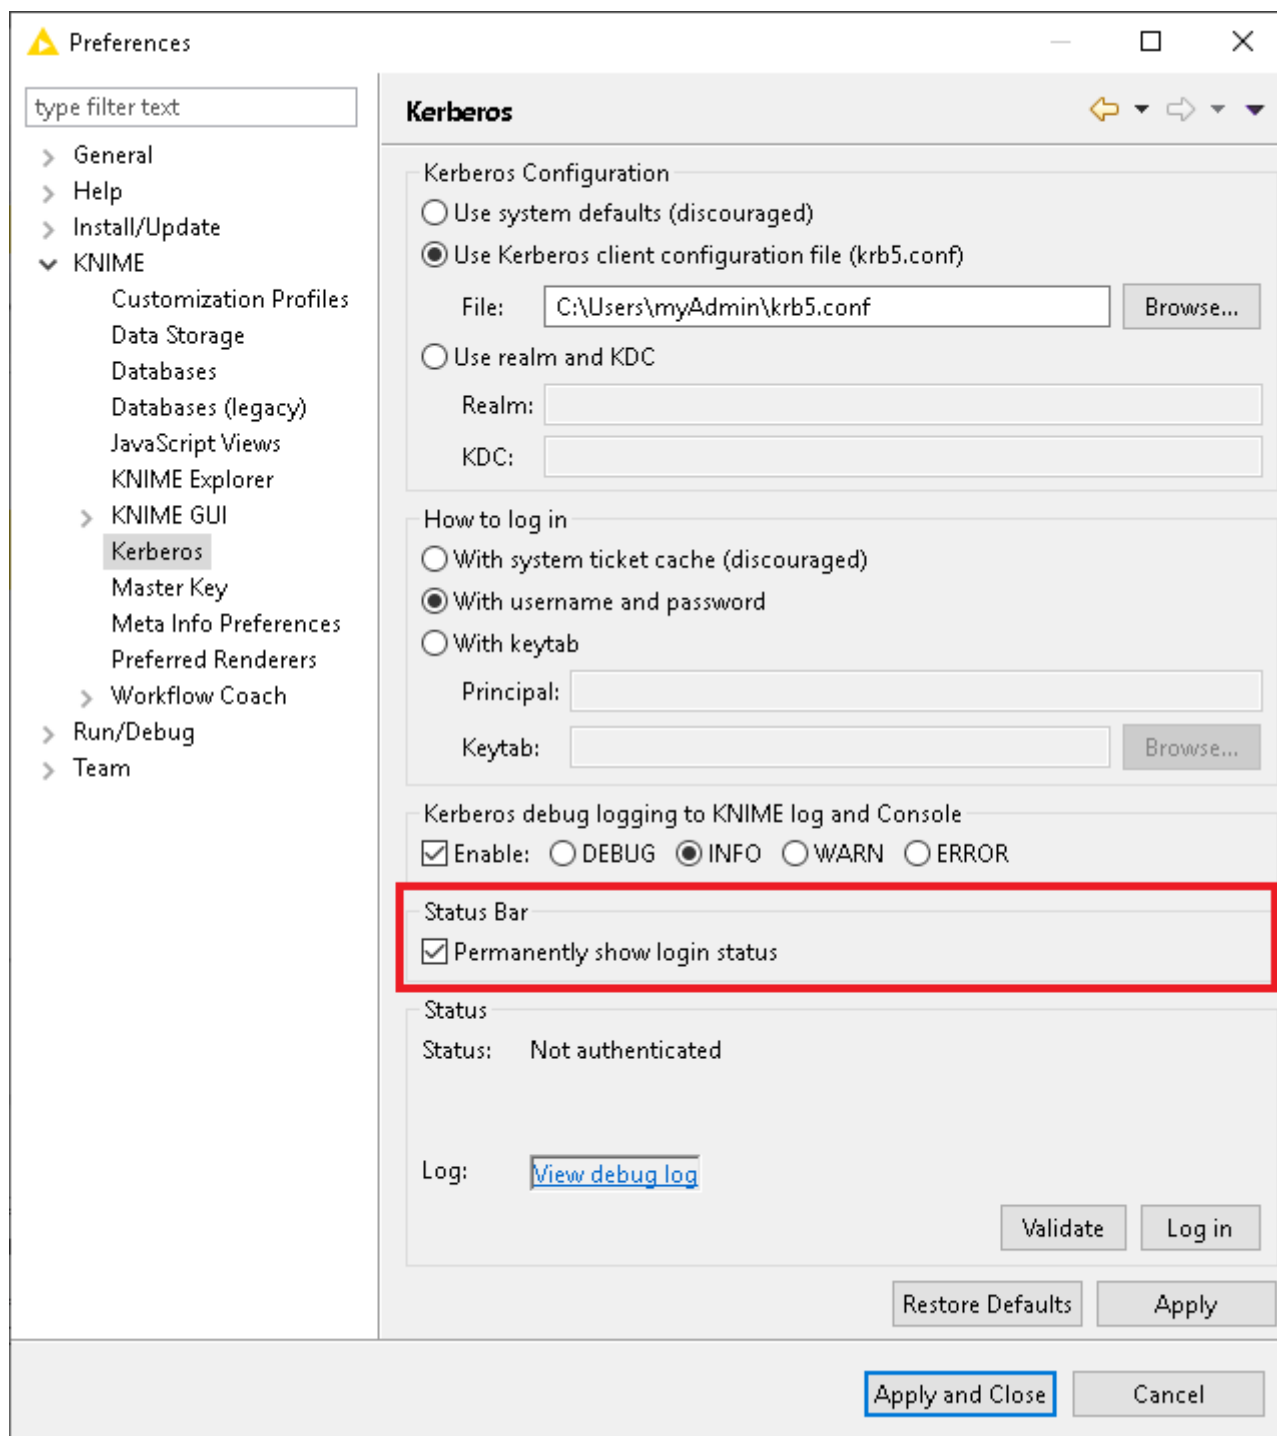 Preferences
type filter text
General
Help
Install/Update
KNIME
Customization Profiles
Data Storage
Databases
Databases (legacy)
JavaScript Views
KNIME Explorer
KNIME GUI
Kerberos
Master Key
Meta Info Preferences
Preferred Renderers
Workflow Coach
Run/Debug
Team
Kerberos
Kerberos Configuration
Use system defaults (discouraged)
Use Kerberos client configuration file (krb5.conf)
File: C:\Users\myAdmin\krb5.conf Browse...
Use realm and KDC
Realm:
KDC:
How to log in
With system ticket cache (discouraged)
With username and password
With keytab
Principal:
Keytab: Browse...
Kerberos debug logging to KNIME log and Console
Enable: DEBUG INFO WARN ERROR
Status Bar
Permanently show login status
Status
Status: Not authenticated
Log: View debug log
Validate Log in
Restore Defaults Apply
Apply and Close Cancel